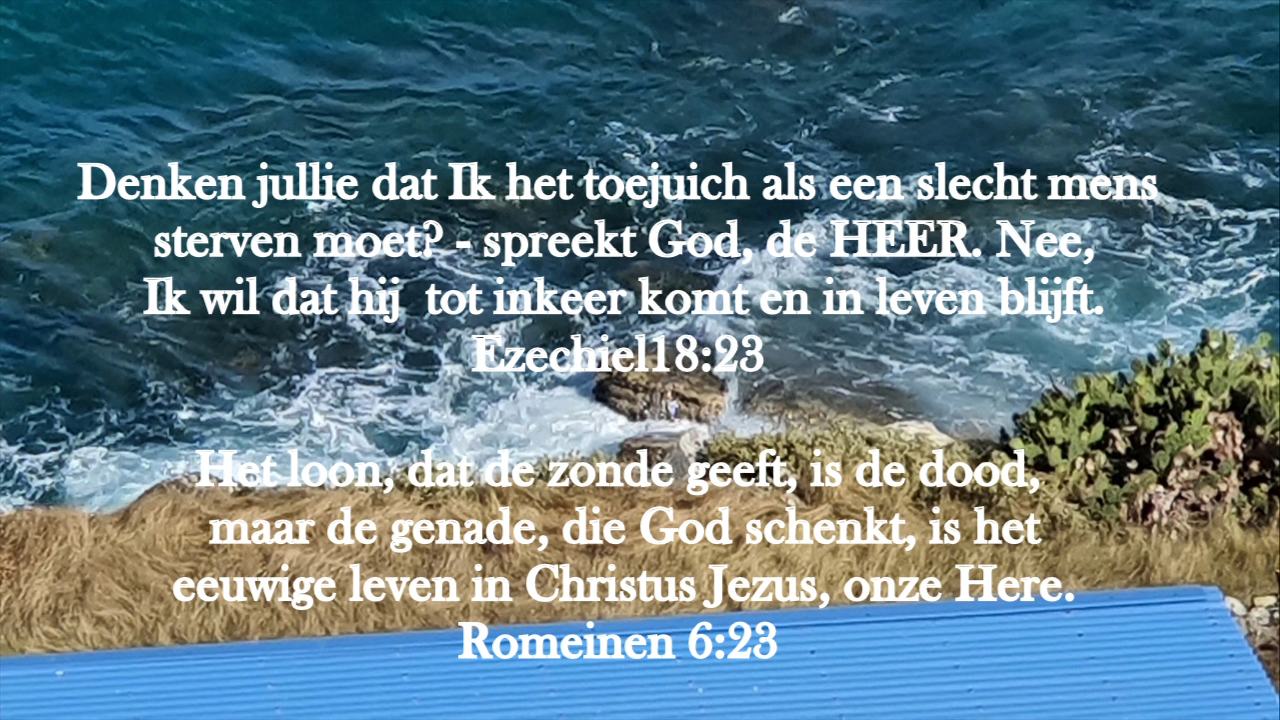 Denken jullie dat Ik het toejuich als een slecht mens
sterven moet? - spreekt God, de HEER. Nee,
Ik wil dat hij  tot inkeer komt en in leven blijft.
Ezechiel18:23
Het loon, dat de zonde geeft, is de dood,
maar de genade, die God schenkt, is het
eeuwige leven in Christus Jezus, onze Here.
Romeinen 6:23